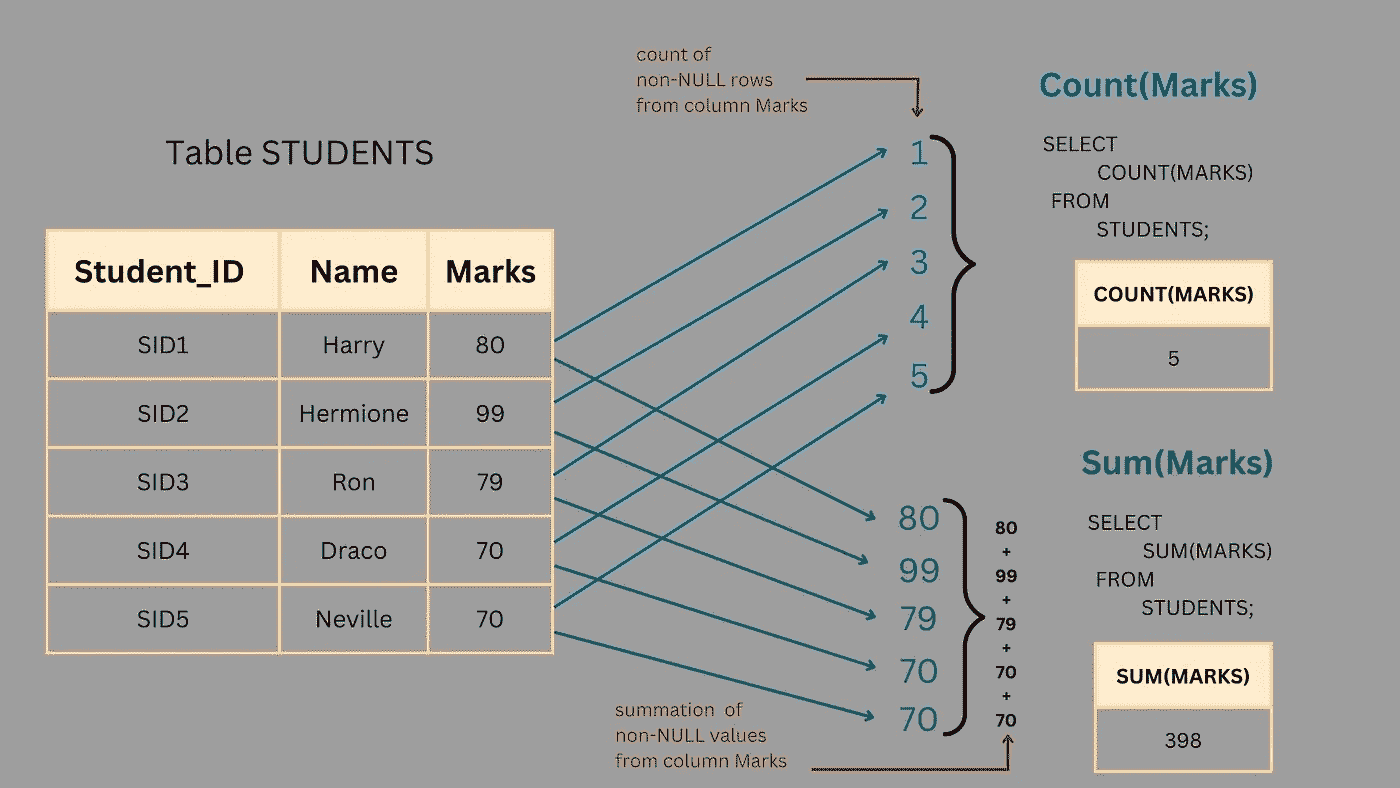 Table STUDENTS
Student_ID Name Marks
SID1 Harry 80
SID2 Hermione 99
SID3 Ron 79
SID4 Draco 70
SID5 Neville 70
count of
non-NULL rows
from column Marks
1
2
3
4
5
Count(Marks)
SELECT
COUNT(MARKS)
FROM
STUDENTS;
COUNT(MARKS)
5
80
99
79
70
70
80
+
99
+
79
+
70
+
70
summation of
non-NULL values
from column Marks
Sum(Marks)
SELECT
SUM(MARKS)
FROM
STUDENTS;
SUM(MARKS)
398